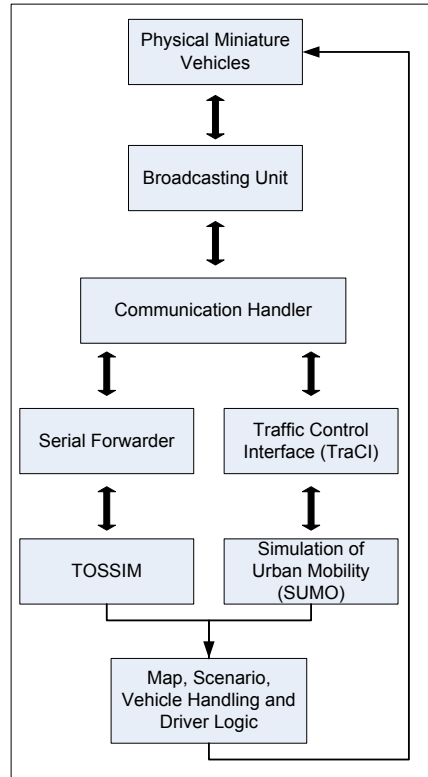 Physical Miniature
Vehicles
Broadcasting Unit
Communication Handler
Serial Forwarder
Traffic Control
Interface (TraCI)
TOSSIM
Simulation of
Urban Mobility
(SUMO)
Map, Scenario,
Vehicle Handling and
Driver Logic